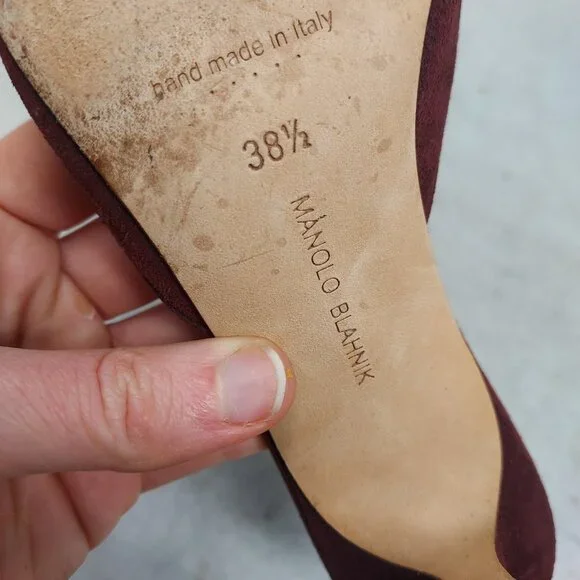 hand made in Italy
38½
MANOLO BLAHNIK